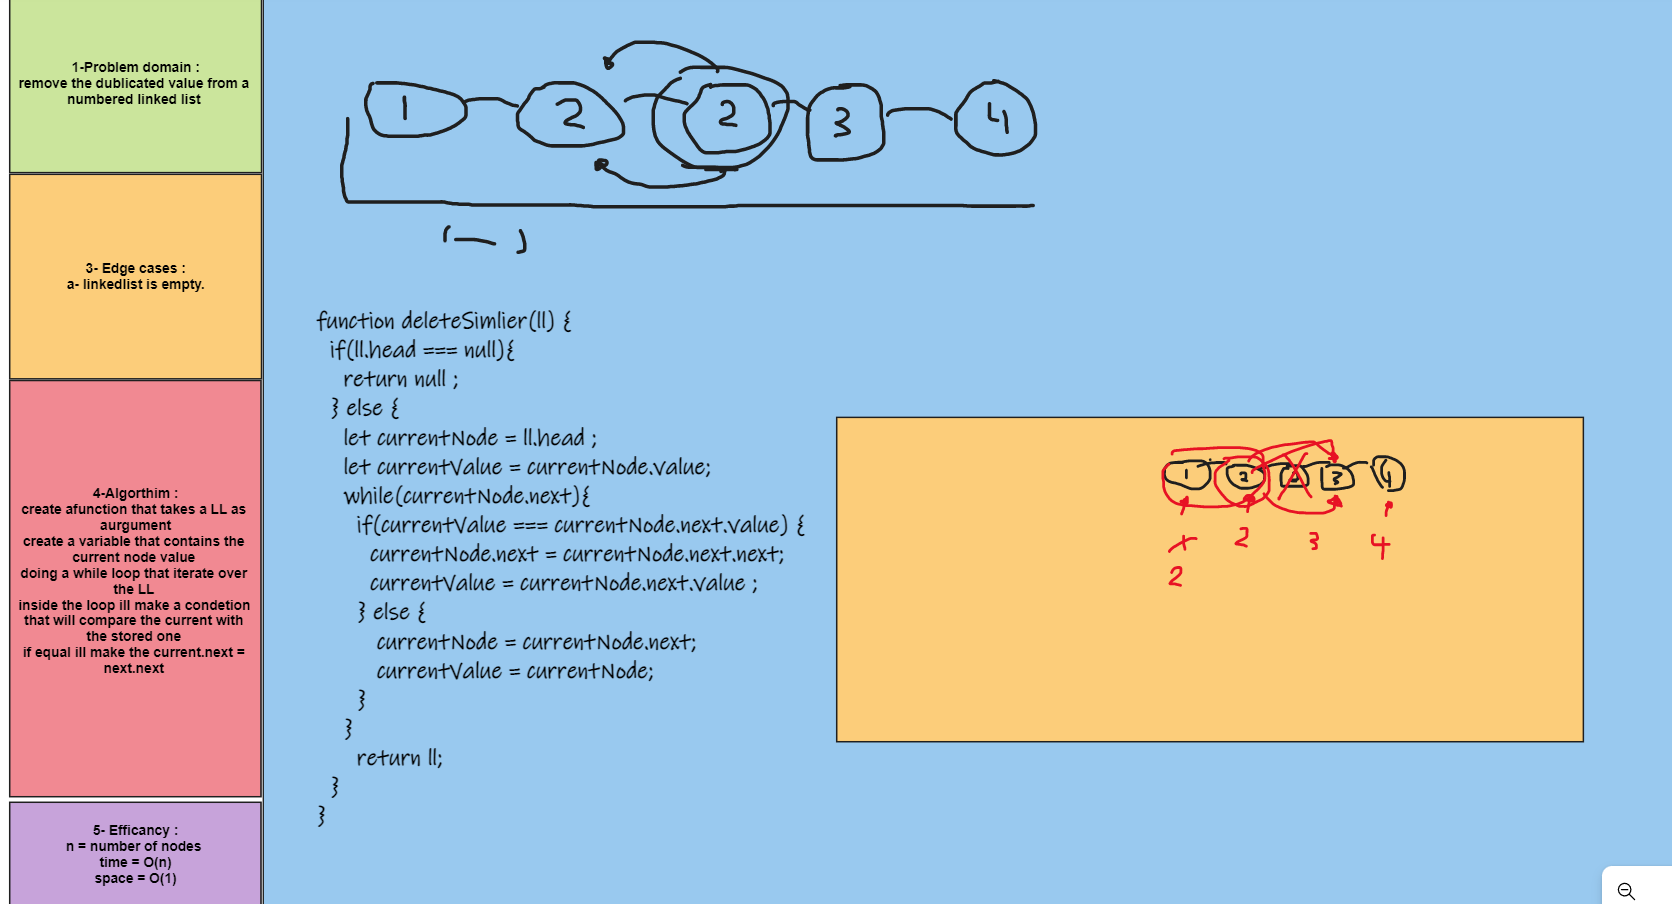 1-Problem domain :
remove the dublicated value from a
numbered linked list
3- Edge cases :
a- linkedlist is empty.
4-Algorthim :
create afunction that takes a LL as
aurgument
create a variable that contains the
current node value
doing a while loop that iterate over
the LL
inside the loop ill make a condetion
that will compare the current with
the stored one
if equal ill make the current.next =
next.next
5- Efficancy :
n = number of nodes
time = O(n)
space = O(1)
1 2 2 3 4
function deleteSimlier(ll) {
if(ll.head === null){
return null ;
} else {
let currentNode = ll.head ;
let currentValue = currentNode.value;
while(currentNode.next){
if(currentValue === currentNode.next.value) {
currentNode.next = currentNode.next.next;
currentValue = currentNode.next.value ;
} else {
currentNode = currentNode.next;
currentValue = currentNode;
}
}
return ll;
}
}
1 2 3 4
2 3 4
2